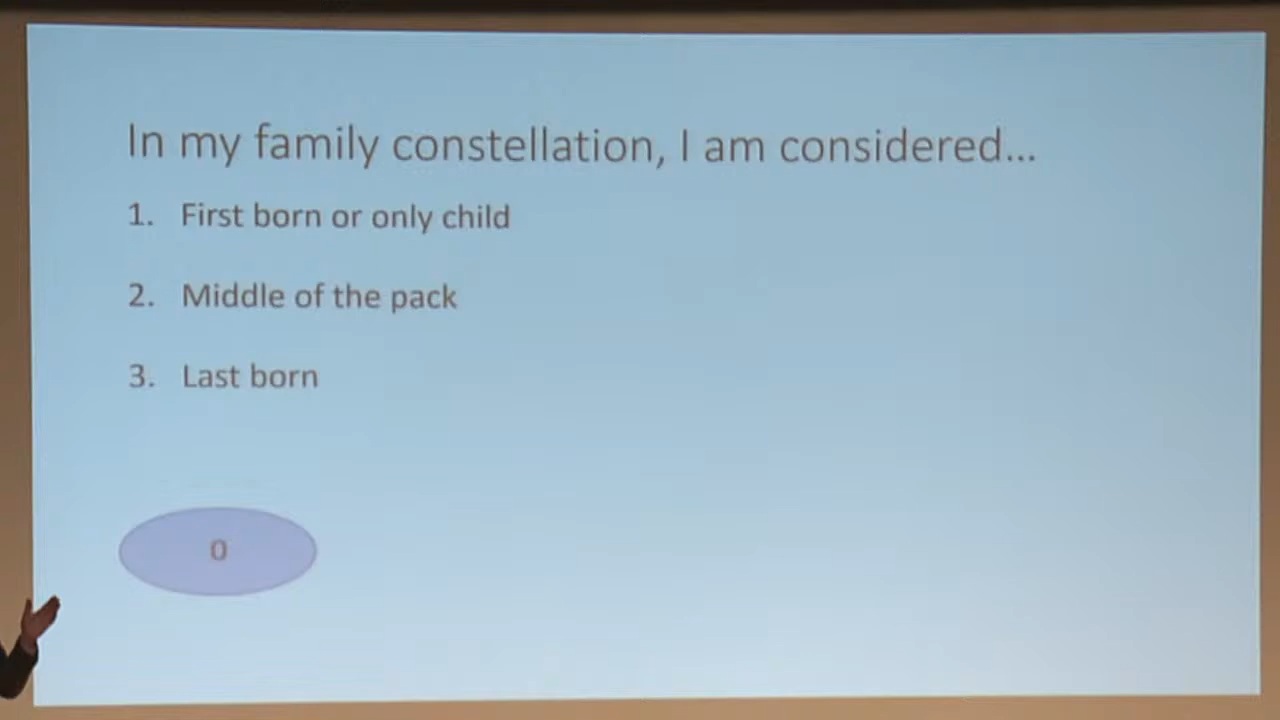 In my family constellation, I am considered...
1. First born or only child
2. Middle of the pack
3. Last born
0